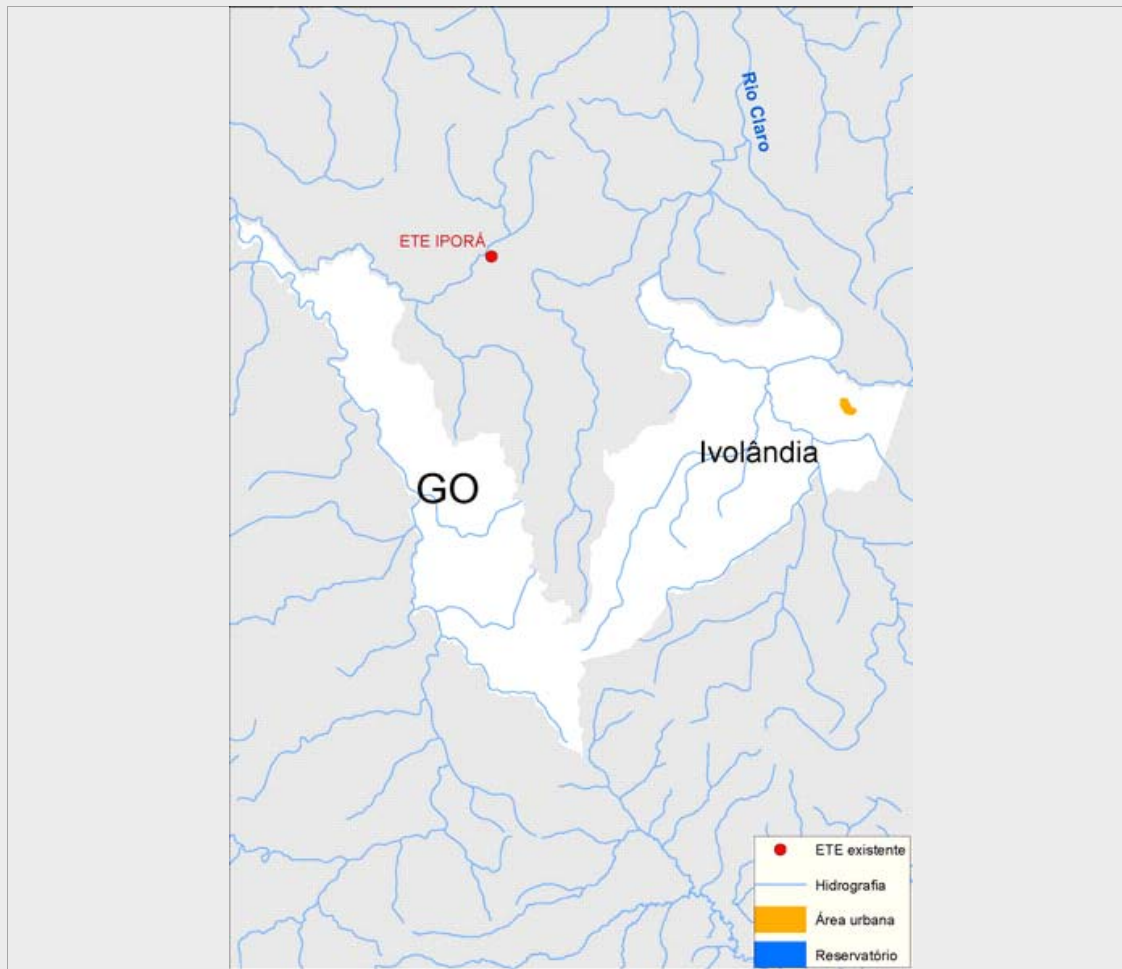 Rio Claro
ETE IPORÁ
Ivolândia
GO
ETE existente
Hidrografia
Área urbana
Reservatório